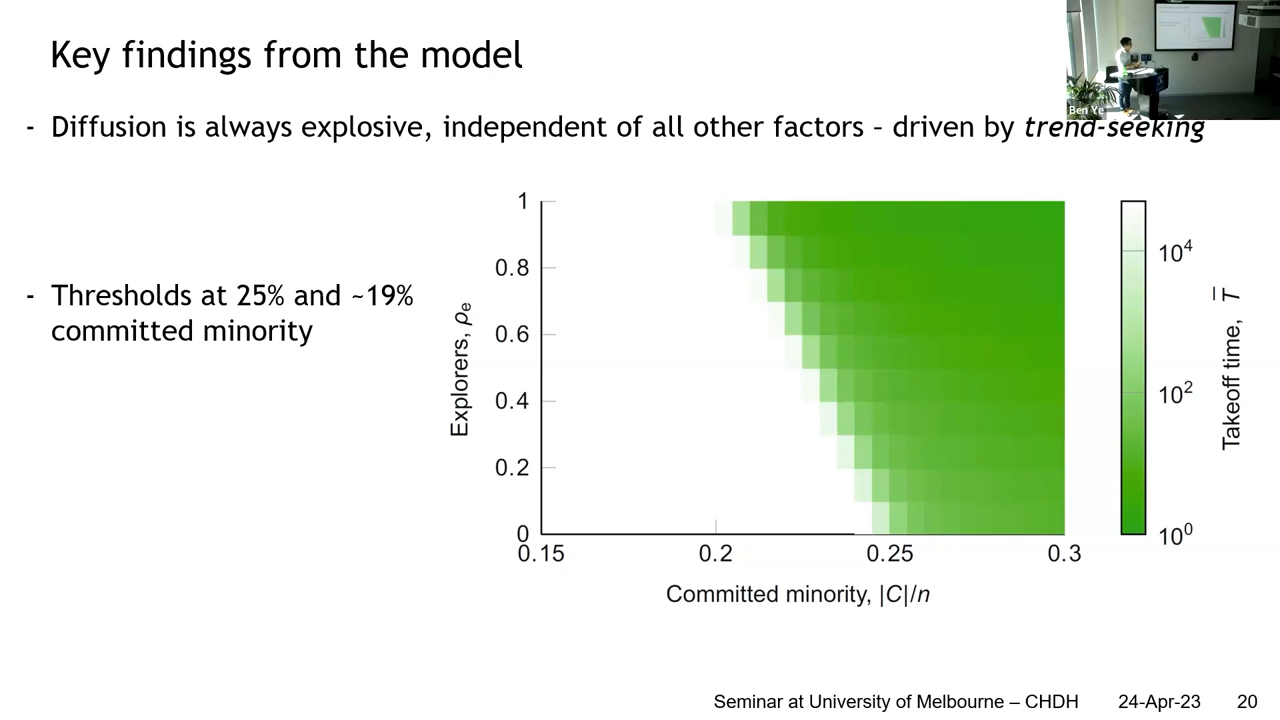 Key findings from the model
- Diffusion is always explosive, independent of all other factors – driven by trend-seeking
- Thresholds at 25% and ~19%
committed minority
Explorers, ρe
1
0.8
0.6
0.4
0.2
0
0.15
0.2
0.25
0.3
Committed minority, |C|/n
10^4
10^2
10^0
Takeoff time, T̅
Ben Ye
Seminar at University of Melbourne – CHDH
24-Apr-23
20